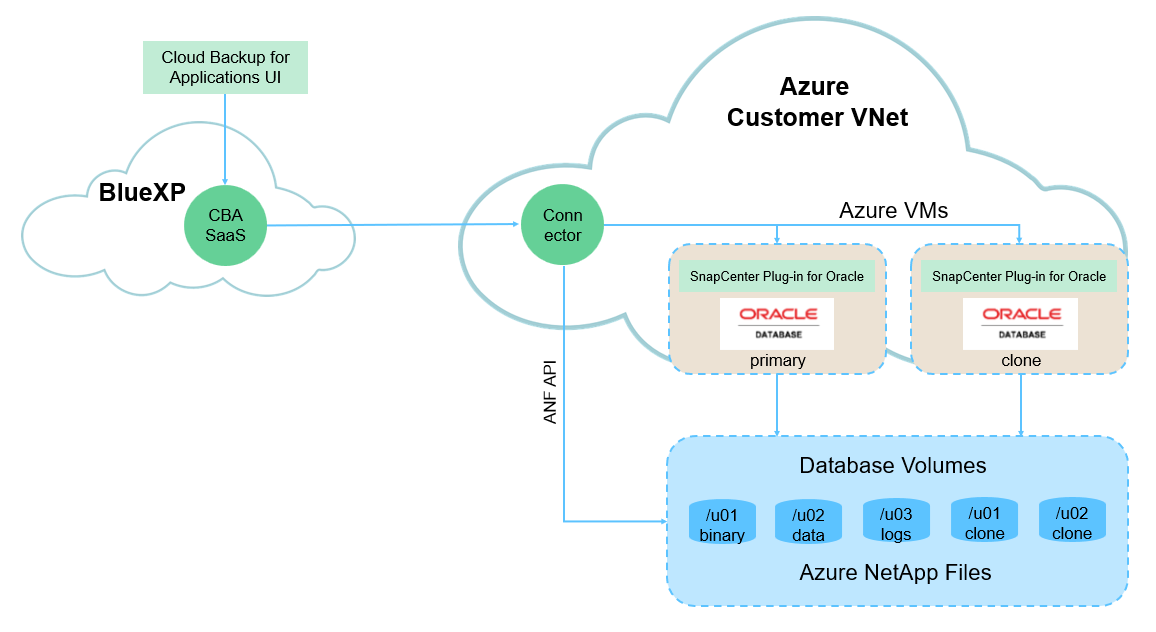 Cloud Backup for
Applications UI
BlueXP
CBA
SaaS
Azure
Customer VNet
Conn
ector
Azure VMs
SnapCenter Plug-in for Oracle
ORACLE
DATABASE
primary
SnapCenter Plug-in for Oracle
ORACLE
DATABASE
clone
ANF API
Database Volumes
/u01
binary
/u02
data
/u03
logs
/u01
clone
/u02
clone
Azure NetApp Files